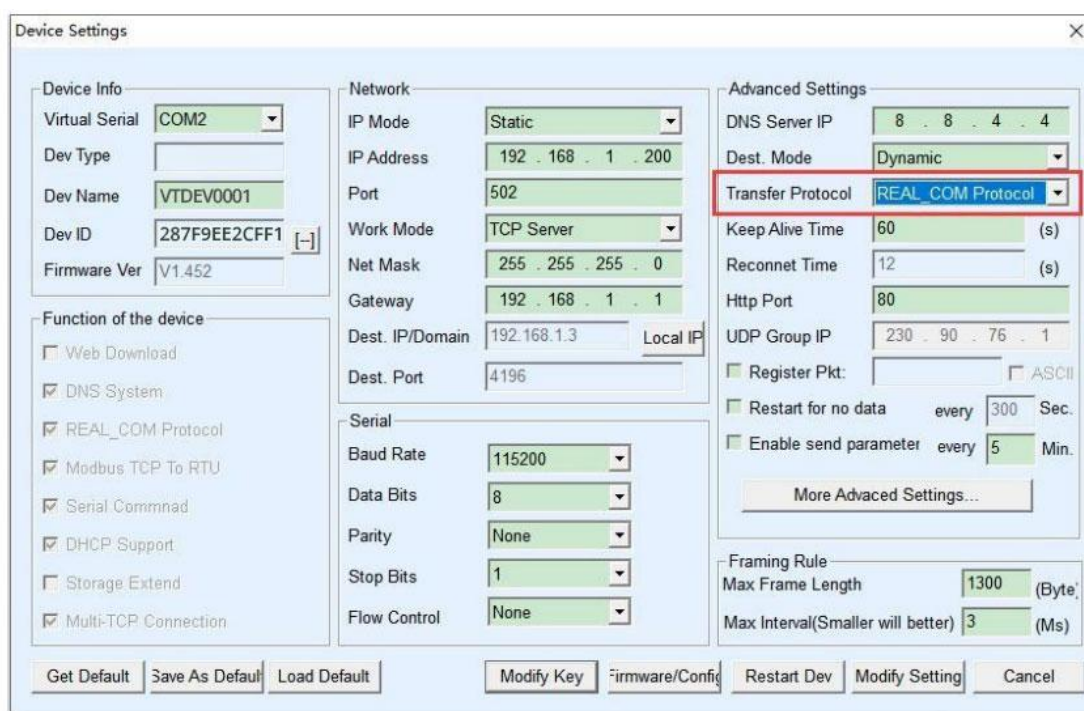 Device Settings
Device Info
Virtual Serial COM2
Dev Type
Dev Name VTDEV0001
Dev ID 287F9EE2CFF1 [--]
Firmware Ver V1.452
Function of the device
Web Download
DNS System
REAL_COM Protocol
Modbus TCP To RTU
Serial Commnad
DHCP Support
Storage Extend
Multi-TCP Connection
Network
IP Mode Static
IP Address 192 . 168 . 1 . 200
Port 502
Work Mode TCP Server
Net Mask 255 . 255 . 255 . 0
Gateway 192 . 168 . 1 . 1
Dest. IP/Domain 192.168.1.3 Local IP
Dest. Port 4196
Serial
Baud Rate 115200
Data Bits 8
Parity None
Stop Bits 1
Flow Control None
Advanced Settings
DNS Server IP 8 . 8 . 4 . 4
Dest. Mode Dynamic
Transfer Protocol REAL_COM Protocol
Keep Alive Time 60 (s)
Reconnet Time 12 (s)
Http Port 80
UDP Group IP 230 . 90 . 76 . 1
Register Pkt: ASCII
Restart for no data every 300 Sec.
Enable send parameter every 5 Min.
More Advaced Settings...
Framing Rule
Max Frame Length 1300 (Byte)
Max Interval(Smaller will better) 3 (Ms)
Get Default Save As Defaul Load Default Modify Key Firmware/Config Restart Dev Modify Setting Cancel